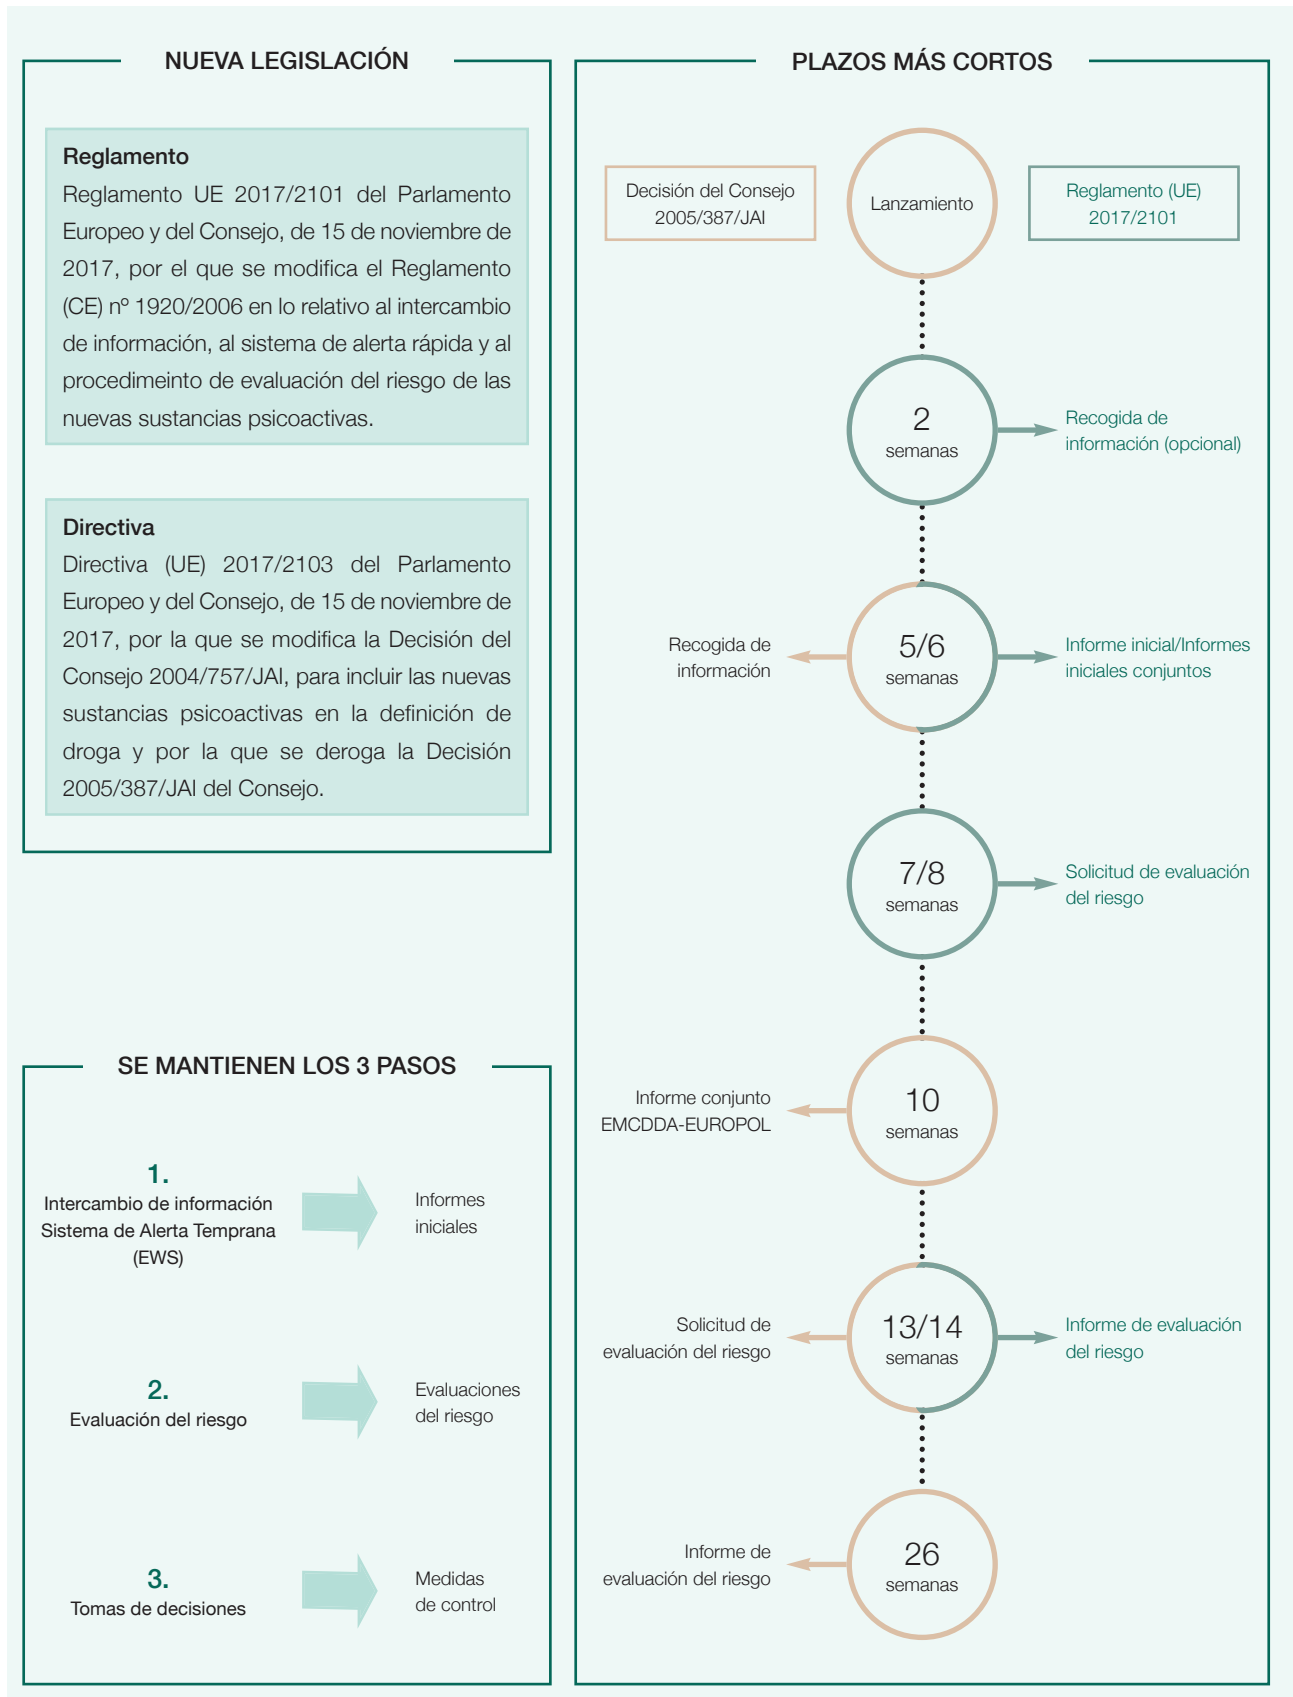 NUEVA LEGISLACIÓN
Reglamento
Reglamento UE 2017/2101 del Parlamento
Europeo y del Consejo, de 15 de noviembre de
2017, por el que se modifica el Reglamento
(CE) nº 1920/2006 en lo relativo al intercambio
de información, al sistema de alerta rápida y al
procedimeinto de evaluación del riesgo de las
nuevas sustancias psicoactivas.
Directiva
Directiva (UE) 2017/2103 del Parlamento
Europeo y del Consejo, de 15 de noviembre de
2017, por la que se modifica la Decisión del
Consejo 2004/757/JAI, para incluir las nuevas
sustancias psicoactivas en la definición de
droga y por la que se deroga la Decisión
2005/387/JAI del Consejo.
SE MANTIENEN LOS 3 PASOS
1.
Intercambio de información
Sistema de Alerta Temprana
(EWS)
Informes
iniciales
2.
Evaluación del riesgo
Evaluaciones
del riesgo
3.
Tomas de decisiones
Medidas
de control
PLAZOS MÁS CORTOS
Decisión del Consejo
2005/387/JAI
Lanzamiento
Reglamento (UE)
2017/2101
2
semanas
Recogida de
información (opcional)
Recogida de
información
5/6
semanas
Informe inicial/Informes
iniciales conjuntos
7/8
semanas
Solicitud de evaluación
del riesgo
Informe conjunto
EMCDDA-EUROPOL
10
semanas
Solicitud de
evaluación del riesgo
13/14
semanas
Informe de evaluación
del riesgo
Informe de
evaluación del riesgo
26
semanas